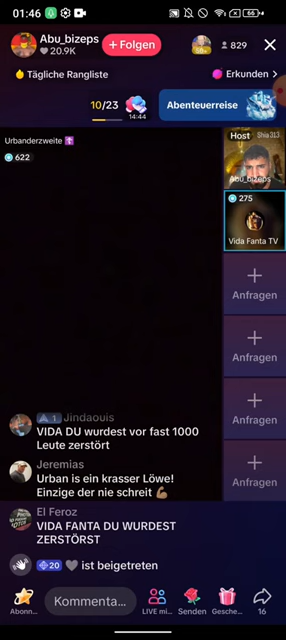 01:46
66
Abu_bizeps
20.9K
+ Folgen
829
Tägliche Rangliste
Erkunden >
10/23
14:44
Abenteuerreise
Urbanderzweite
622
Host
Shia313
Abu_bizeps
275
Vida Fanta TV
+
Anfragen
+
Anfragen
+
Anfragen
+
Anfragen
1 Jindaouis
VIDA DU wurdest vor fast 1000
Leute zerstört
Jeremias
Urban is ein krasser Löwe!
Einzige der nie schreit 💪🏽
El Feroz
VIDA FANTA DU WURDEST
ZERSTÖRST
20 🖤 ist beigetreten
Abonn...
Kommenta...
LIVE mi...
Senden
Gesche...
16